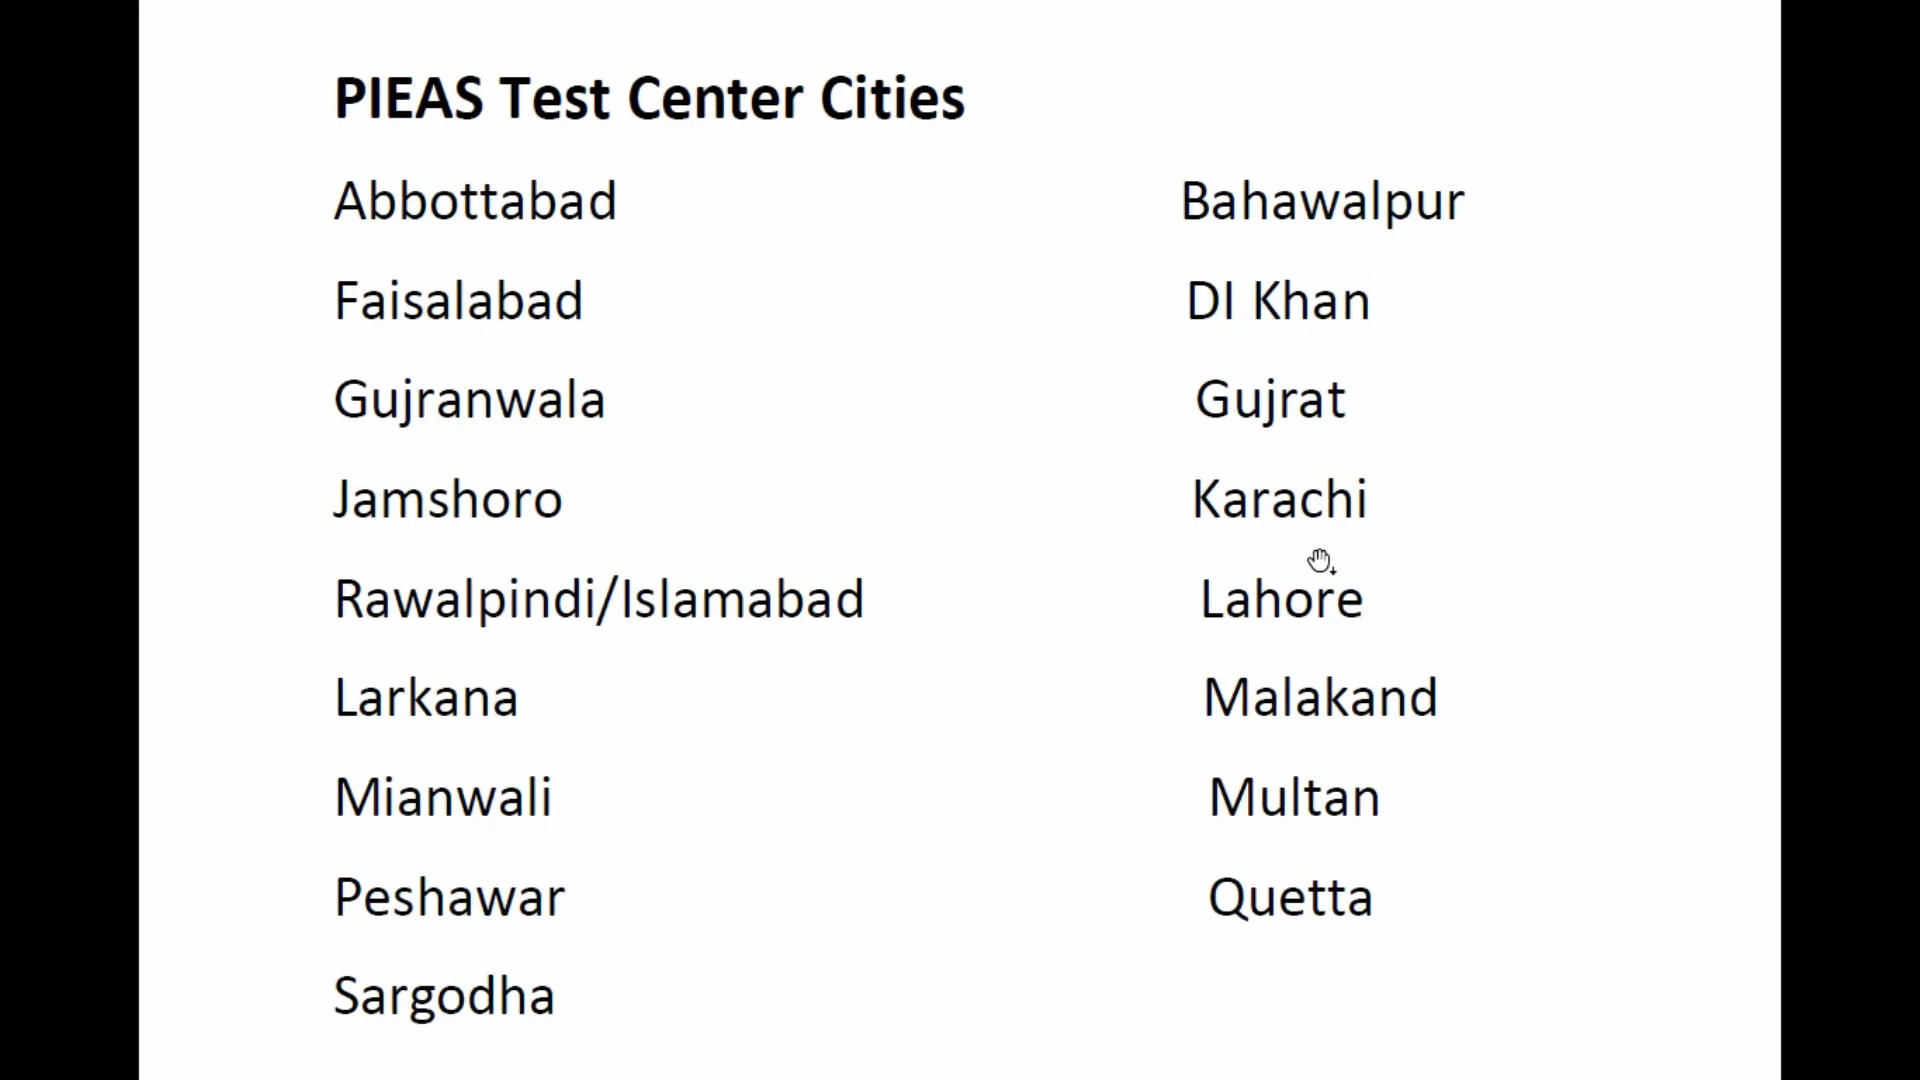 PIEAS Test Center Cities
Abbottabad Bahawalpur
Faisalabad DI Khan
Gujranwala Gujrat
Jamshoro Karachi
Rawalpindi/Islamabad Lahore
Larkana Malakand
Mianwali Multan
Peshawar Quetta
Sargodha